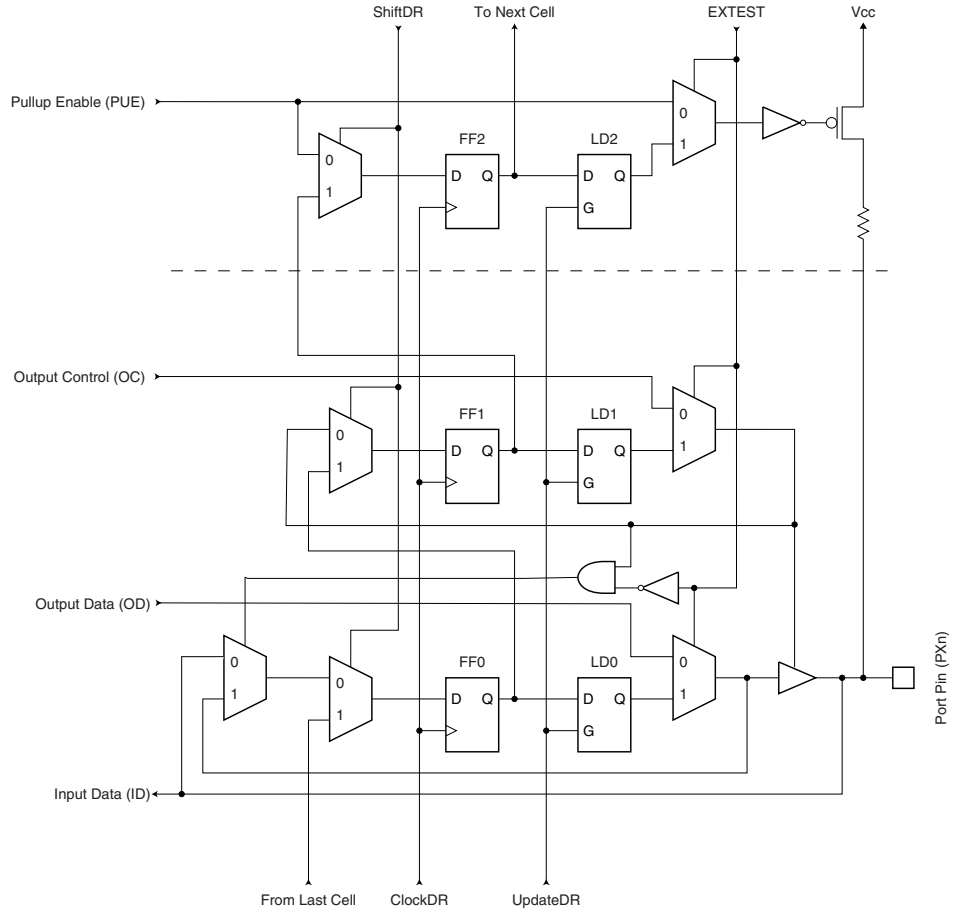 ShiftDR
To Next Cell
EXTEST
Vcc
Pullup Enable (PUE)
0
1
FF2
D Q
LD2
D Q
G
0
1
Output Control (OC)
0
1
FF1
D Q
LD1
D Q
G
0
1
Output Data (OD)
0
1
0
1
FF0
D Q
LD0
D Q
G
0
1
Port Pin (PXn)
Input Data (ID)
From Last Cell
ClockDR
UpdateDR